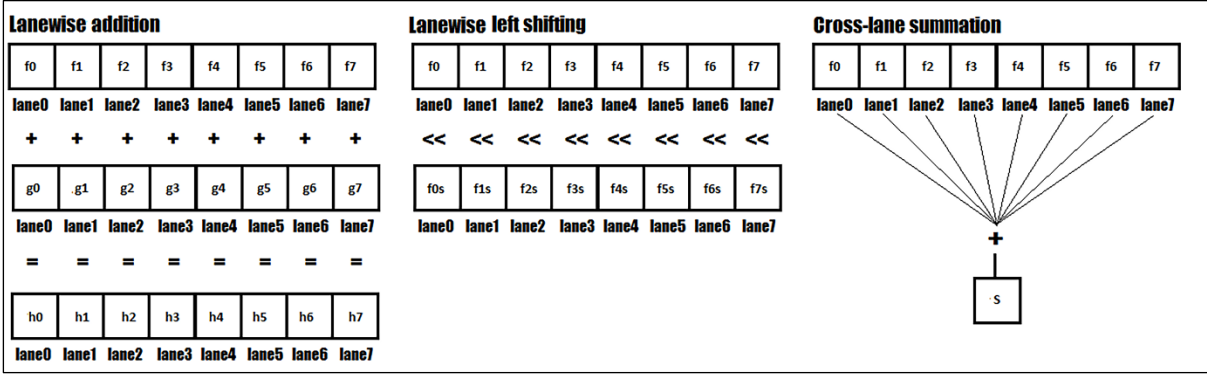 Lanewise addition
f0 f1 f2 f3 f4 f5 f6 f7
lane0 lane1 lane2 lane3 lane4 lane5 lane6 lane7
+ + + + + + + +
g0 g1 g2 g3 g4 g5 g6 g7
lane0 lane1 lane2 lane3 lane4 lane5 lane6 lane7
= = = = = = = =
h0 h1 h2 h3 h4 h5 h6 h7
lane0 lane1 lane2 lane3 lane4 lane5 lane6 lane7
Lanewise left shifting
f0 f1 f2 f3 f4 f5 f6 f7
lane0 lane1 lane2 lane3 lane4 lane5 lane6 lane7
<< << << << << << << <<
f0s f1s f2s f3s f4s f5s f6s f7s
lane0 lane1 lane2 lane3 lane4 lane5 lane6 lane7
Cross-lane summation
f0 f1 f2 f3 f4 f5 f6 f7
lane0 lane1 lane2 lane3 lane4 lane5 lane6 lane7
+
s